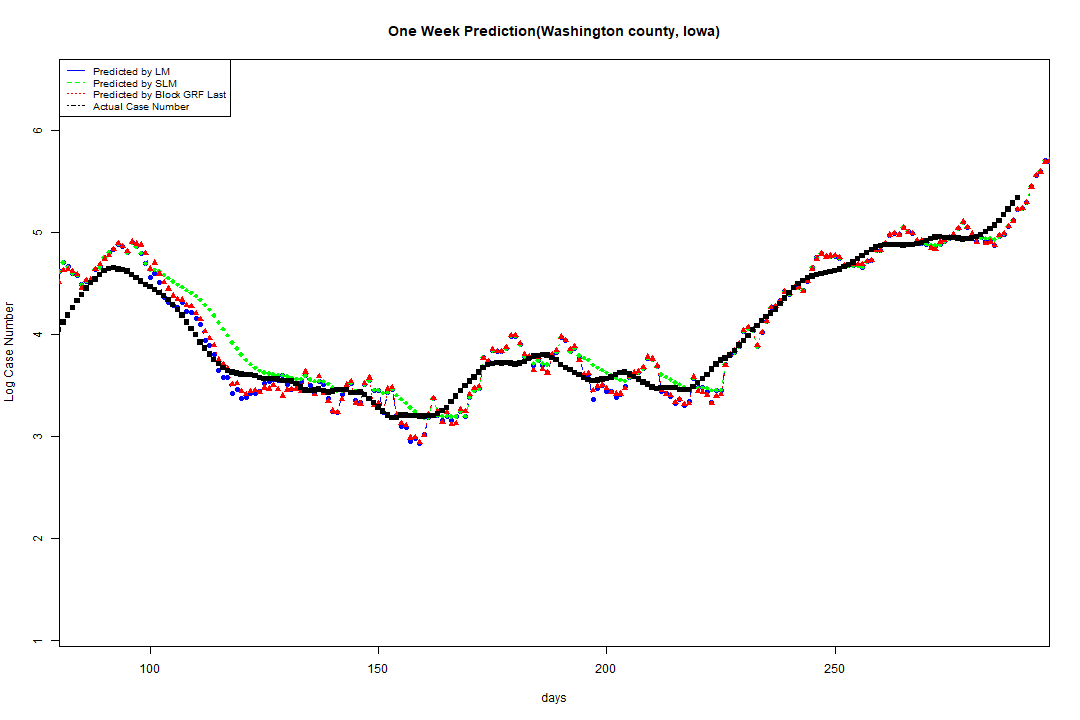 One Week Prediction(Washington county, Iowa)
Predicted by LM
Predicted by SLM
Predicted by Block GRF Last
Actual Case Number
Log Case Number
6
5
4
3
2
1
100 150 200 250
days